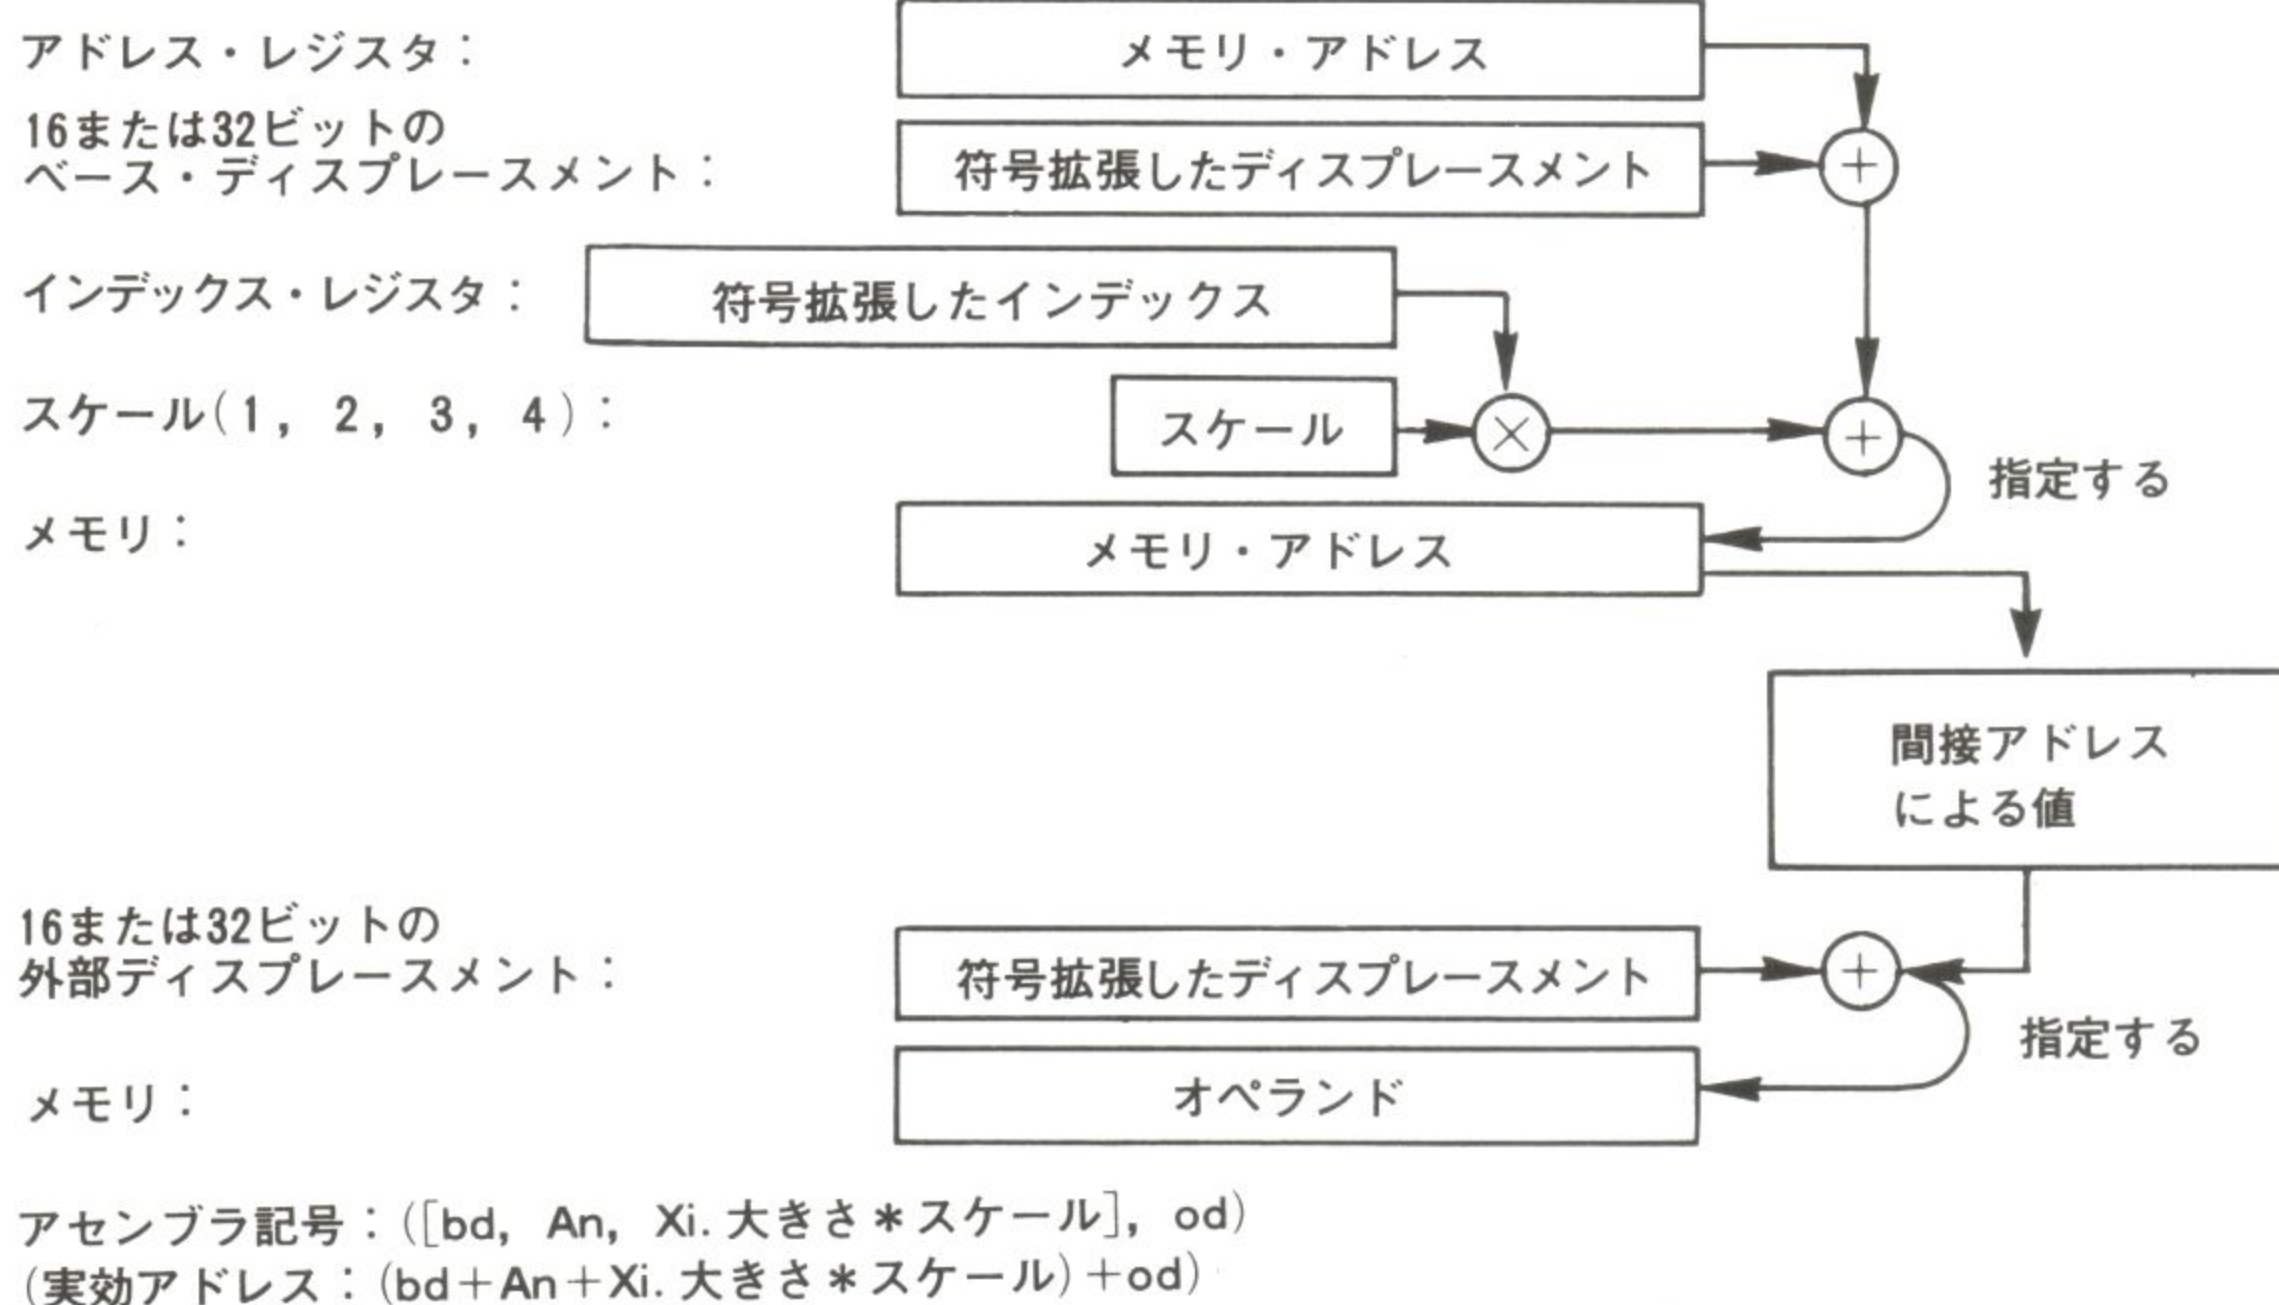 アドレス・レジスタ：
メモリ・アドレス
16または32ビットの
ベース・ディスプレースメント：
符号拡張したディスプレースメント
インデックス・レジスタ：
符号拡張したインデックス
スケール(1, 2, 3, 4)：
スケール
指定する
メモリ：
メモリ・アドレス
間接アドレス
による値
16または32ビットの
外部ディスプレースメント：
符号拡張したディスプレースメント
指定する
メモリ：
オペランド
アセンブラ記号：([bd, An, Xi.大きさ*スケール], od)
(実効アドレス：(bd+An+Xi.大きさ*スケール)+od)